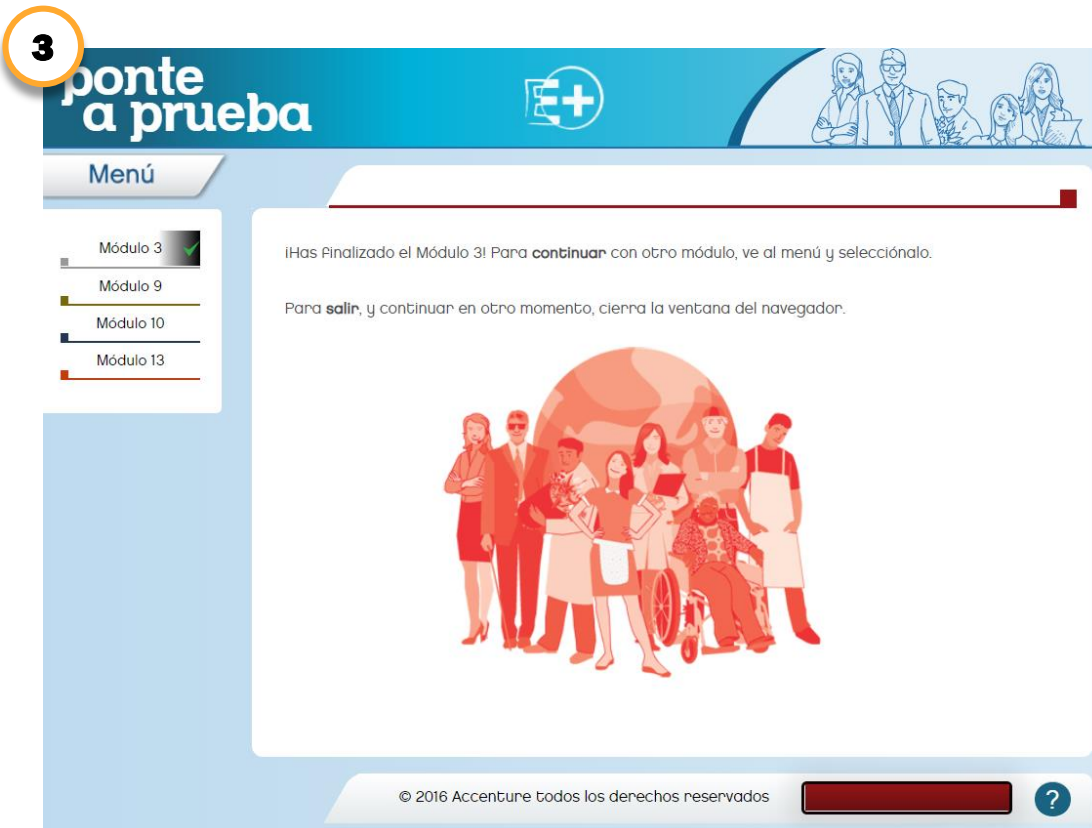 3
ponte
a prueba
E+
Menú
Módulo 3
Módulo 9
Módulo 10
Módulo 13
¡Has finalizado el Módulo 3! Para continuar con otro módulo, ve al menú y selecciónalo.
Para salir, y continuar en otro momento, cierra la ventana del navegador.
© 2016 Accenture todos los derechos reservados
?